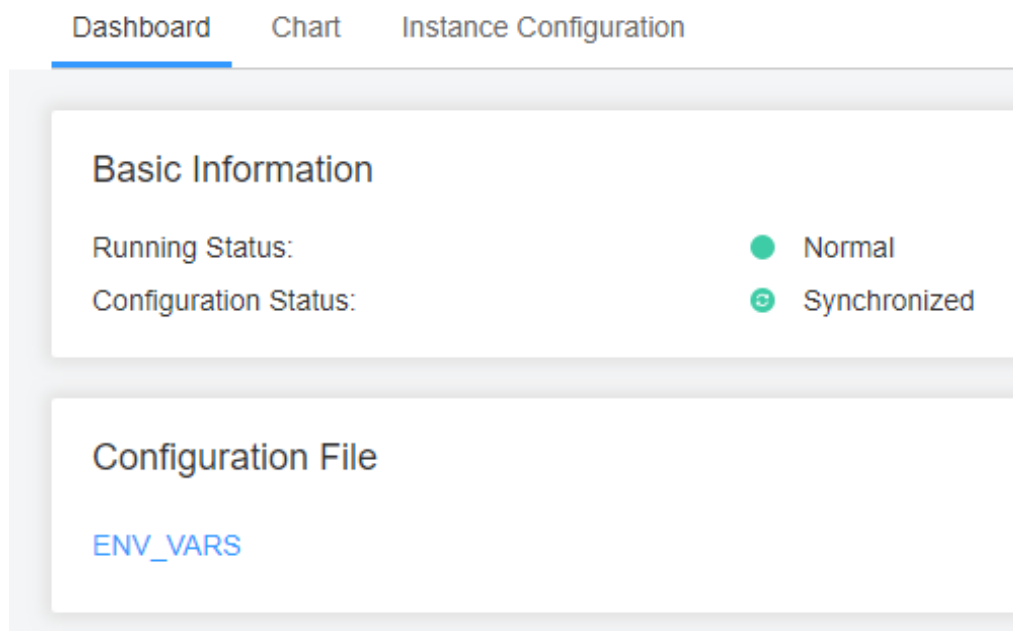 Dashboard Chart Instance Configuration
Basic Information
Running Status: Normal
Configuration Status: Synchronized
Configuration File
ENV_VARS